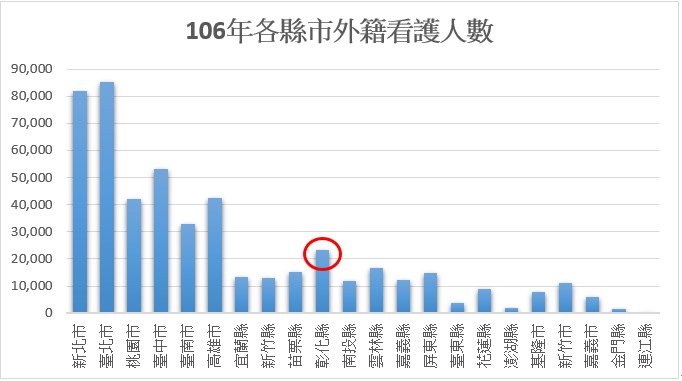 106年各縣市外籍看護人數
90,000
80,000
70,000
60,000
50,000
40,000
30,000
20,000
10,000
0
新北市
臺北市
桃園市
臺中市
臺南市
高雄市
宜蘭縣
新竹縣
苗栗縣
彰化縣
南投縣
雲林縣
嘉義縣
屏東縣
臺東縣
花蓮縣
澎湖縣
基隆市
新竹市
嘉義市
金門縣
連江縣